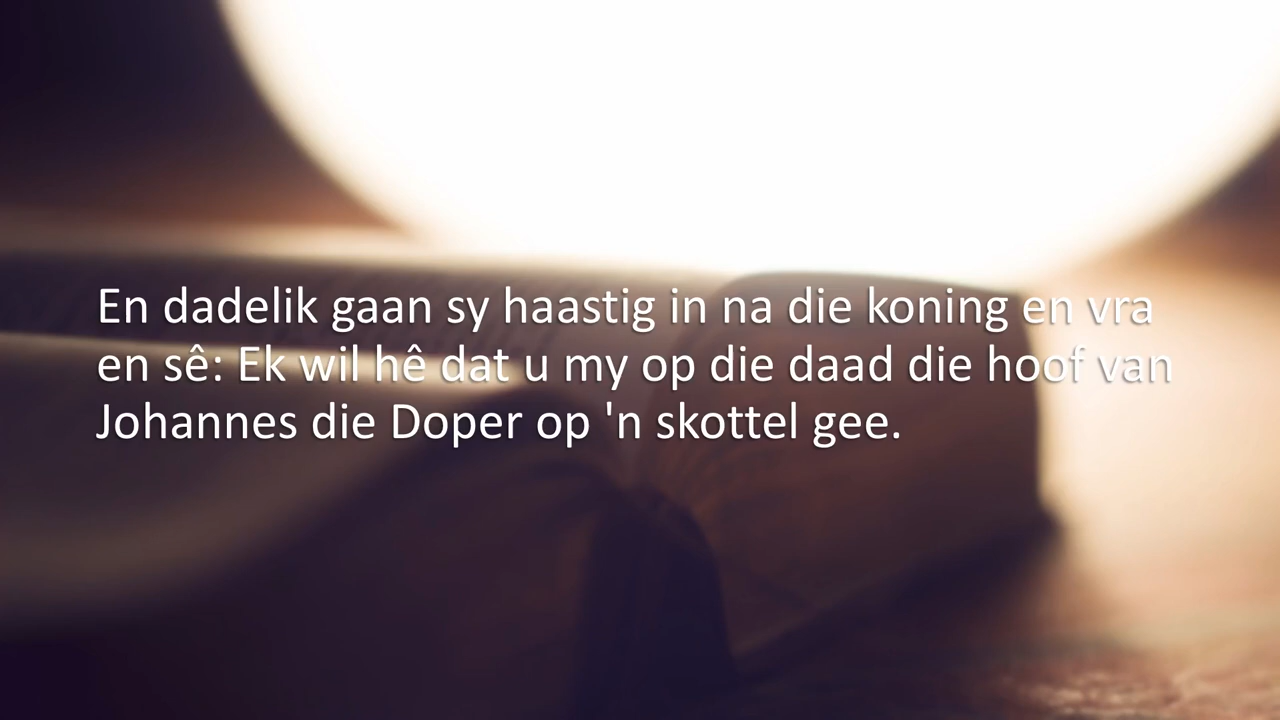 En dadelik gaan sy haastig in na die koning en vra
en sê: Ek wil hê dat u my op die daad die hoof van
Johannes die Doper op 'n skottel gee.